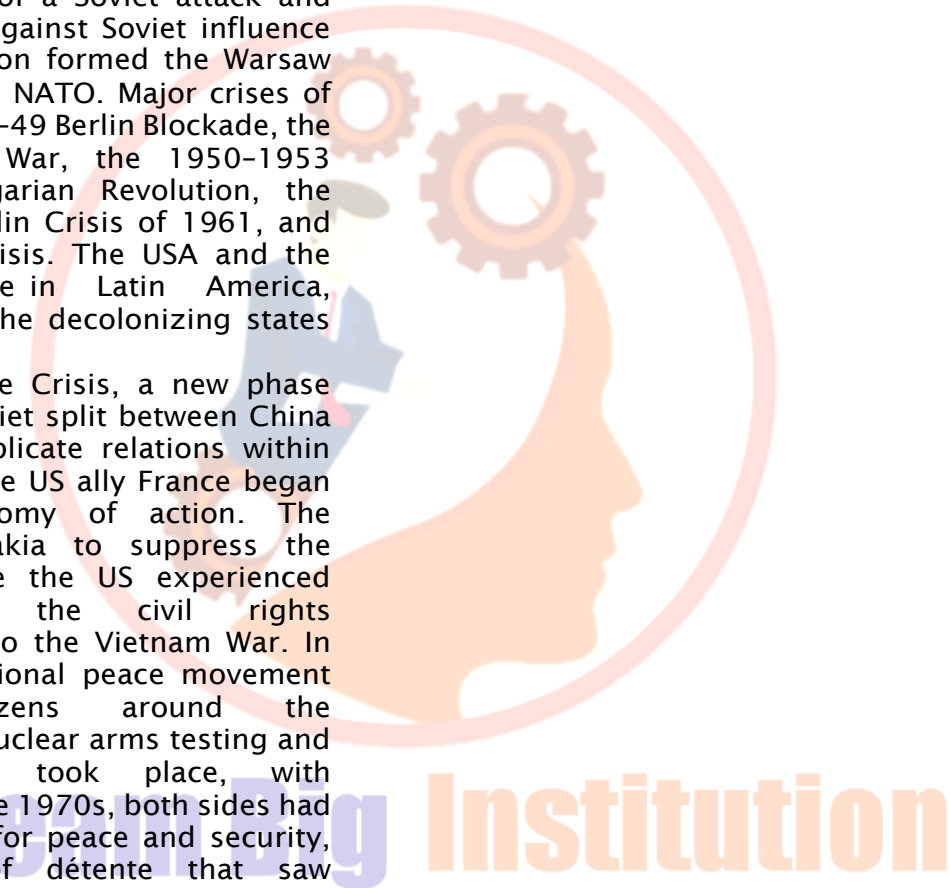 of a Soviet attack and
gainst Soviet influence
on formed the Warsaw
NATO. Major crises of
-49 Berlin Blockade, the
War, the 1950–1953
garian Revolution, the
lin Crisis of 1961, and
isis. The USA and the
e in Latin America,
he decolonizing states
e Crisis, a new phase
iet split between China
plicate relations within
e US ally France began
omy of action. The
akia to suppress the
e the US experienced
the civil rights
o the Vietnam War. In
ional peace movement
zens around the
uclear arms testing and
took place, with
e 1970s, both sides had
for peace and security,
f détente that saw
eamBig Institution